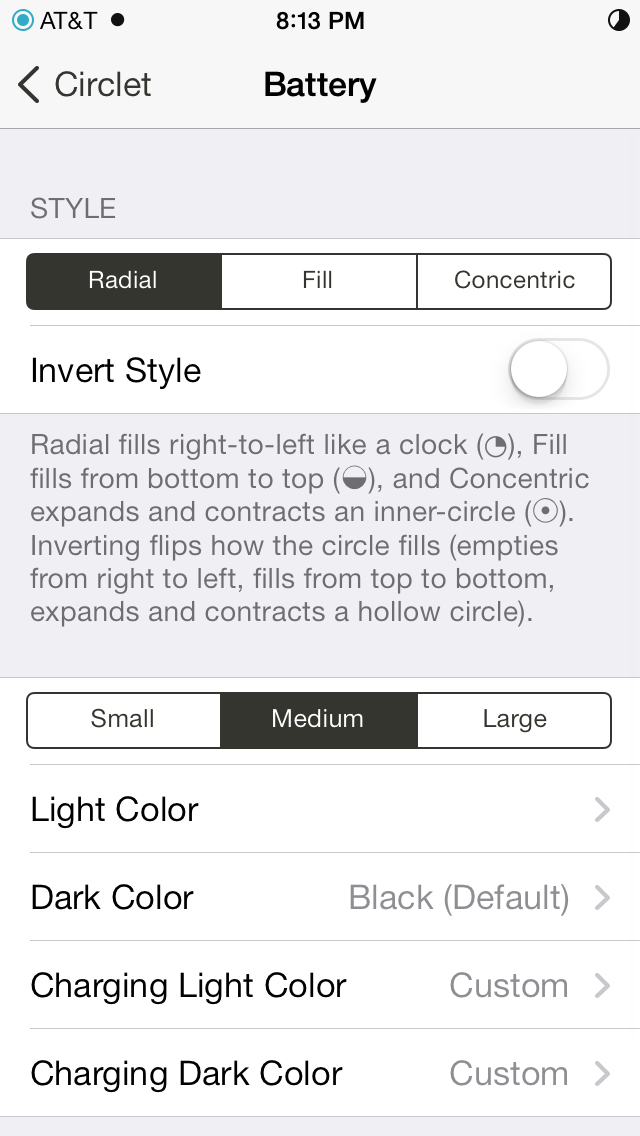 AT&T 8:13 PM
Circlet Battery
STYLE
Radial Fill Concentric
Invert Style
Radial fills right-to-left like a clock (◔), Fill
fills from bottom to top (◒), and Concentric
expands and contracts an inner-circle (☉).
Inverting flips how the circle fills (empties
from right to left, fills from top to bottom,
expands and contracts a hollow circle).
Small Medium Large
Light Color
Dark Color Black (Default)
Charging Light Color Custom
Charging Dark Color Custom